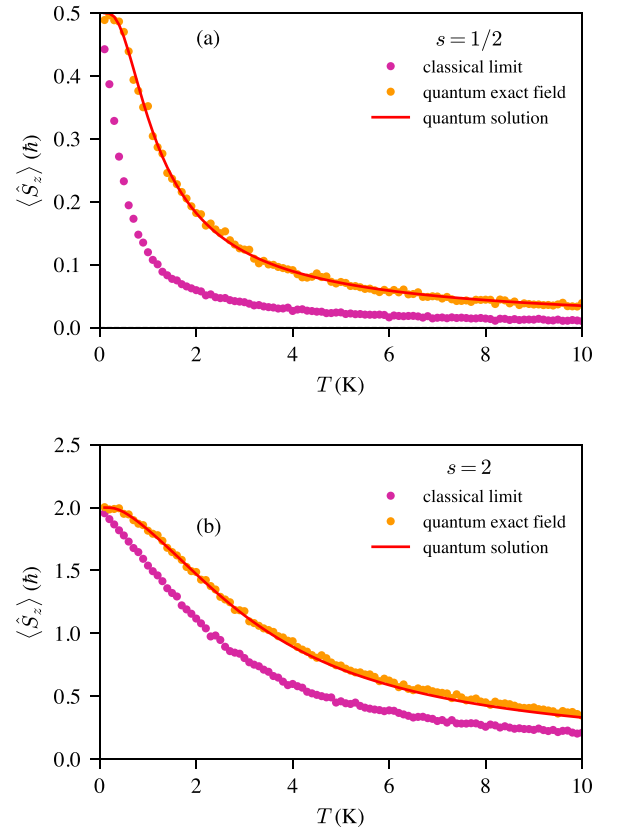 0.5
0.4
0.3
0.2
0.1
0.0
⟨Ŝz⟩ (ħ)
(a)
s = 1/2
classical limit
quantum exact field
quantum solution
0 2 4 6 8 10
T (K)
2.5
2.0
1.5
1.0
0.5
0.0
⟨Ŝz⟩ (ħ)
(b)
s = 2
classical limit
quantum exact field
quantum solution
0 2 4 6 8 10
T (K)